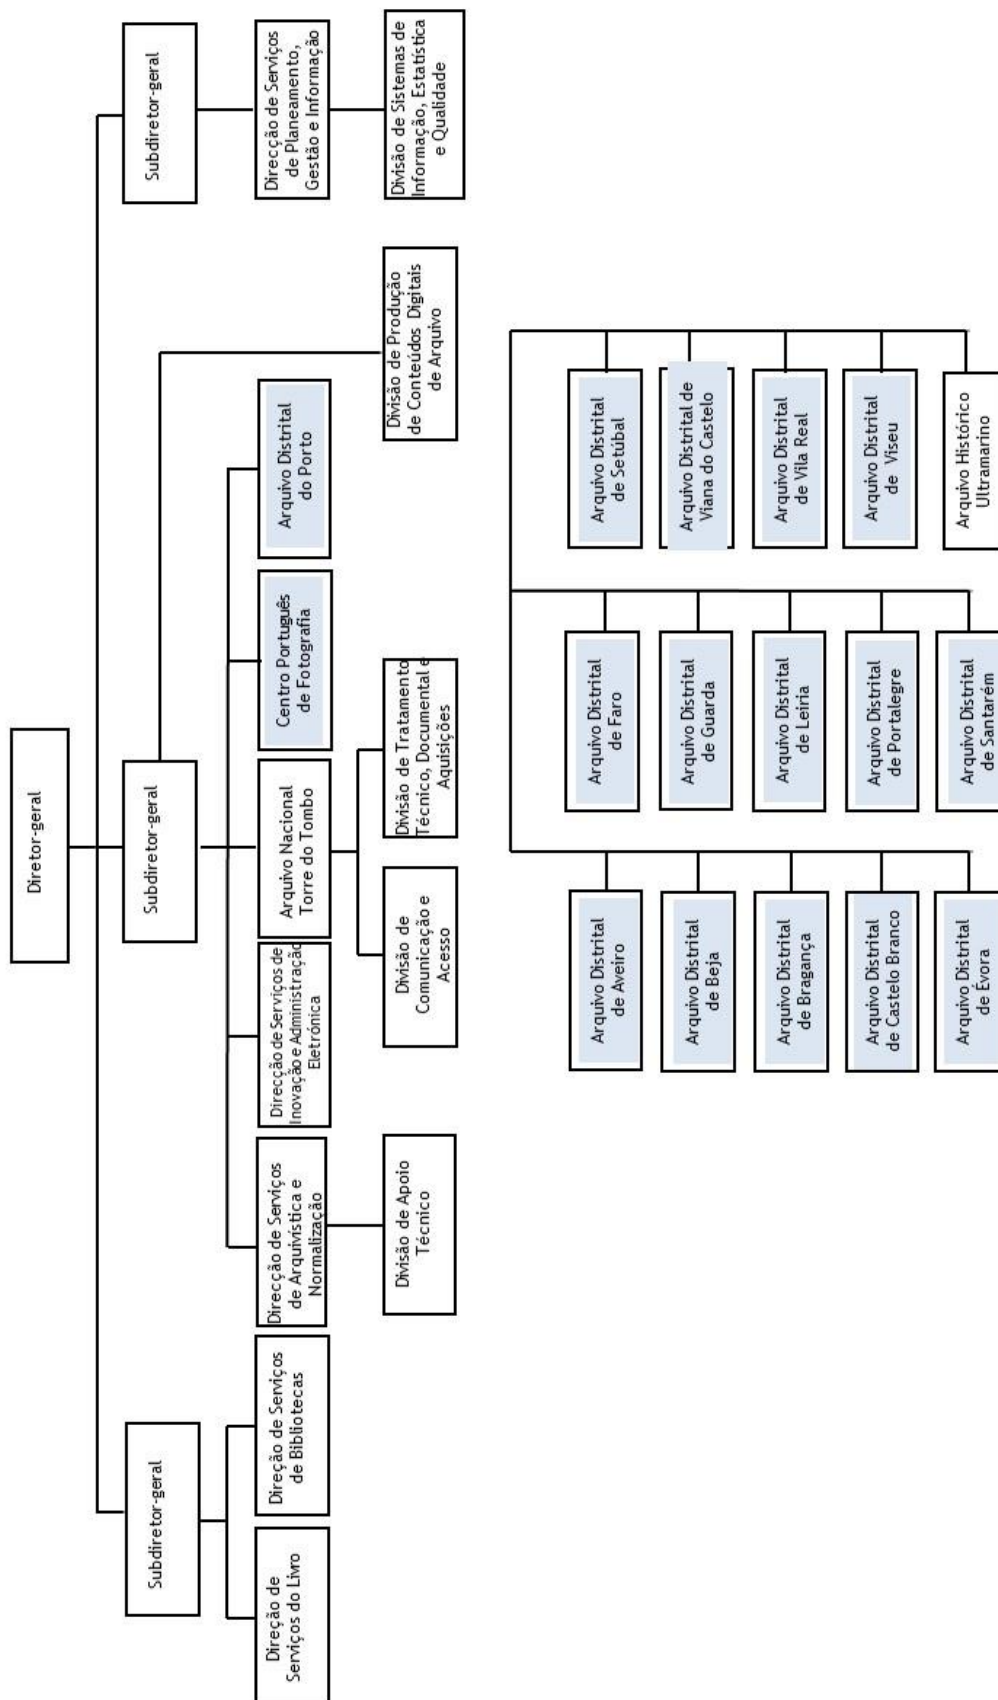 Diretor-geral
Subdiretor-geral
Subdiretor-geral
Subdiretor-geral
Direção de
Serviços do Livro
Direção de Serviços
de Bibliotecas
Direcção de Serviços
de Arquivística e
Normalização
Direcção de Serviços de
Inovação e Administração
Eletrónica
Arquivo Nacional
Torre do Tombo
Centro Português
de Fotografia
Arquivo Distrital
do Porto
Direcção de Serviços
de Planeamento,
Gestão e Informação
Divisão de Apoio
Técnico
Divisão de
Comunicação e
Acesso
Divisão de Tratamento
Técnico, Documental e
Aquisições
Divisão de Produção
de Conteúdos Digitais
de Arquivo
Divisão de Sistemas de
Informação, Estatística
e Qualidade
Arquivo Distrital
de Aveiro
Arquivo Distrital
de Beja
Arquivo Distrital
de Bragança
Arquivo Distrital
de Castelo Branco
Arquivo Distrital
de Évora
Arquivo Distrital
de Faro
Arquivo Distrital
de Guarda
Arquivo Distrital
de Leiria
Arquivo Distrital
de Portalegre
Arquivo Distrital
de Santarém
Arquivo Distrital
de Setúbal
Arquivo Distrital de
Viana do Castelo
Arquivo Distrital
de Vila Real
Arquivo Distrital
de Viseu
Arquivo Histórico
Ultramarino